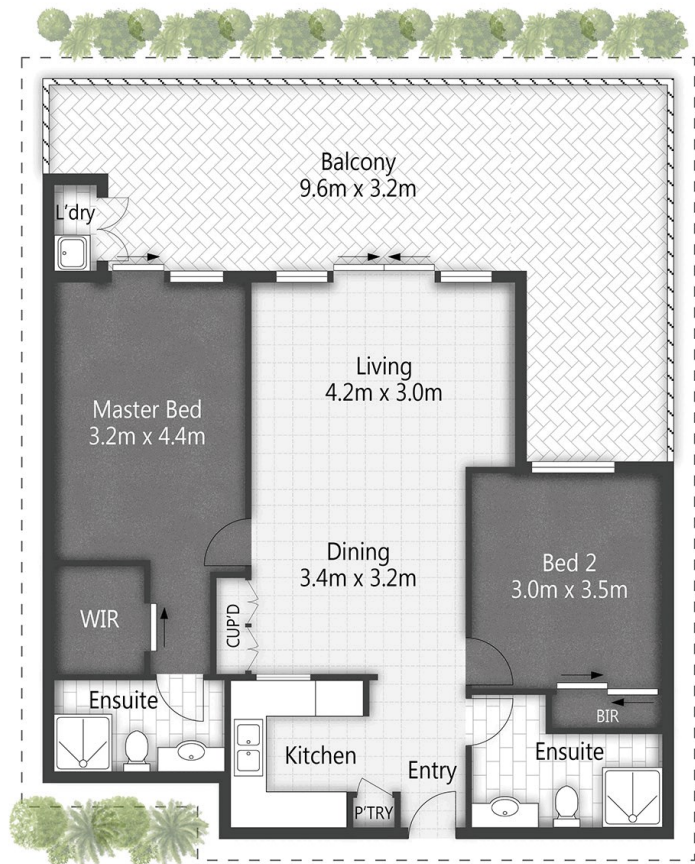 Balcony
9.6m x 3.2m
L'dry
Living
4.2m x 3.0m
Master Bed
3.2m x 4.4m
Dining
3.4m x 3.2m
Bed 2
3.0m x 3.5m
WIR
CUP'D
Ensuite
BIR
Kitchen
Entry
Ensuite
P'TRY